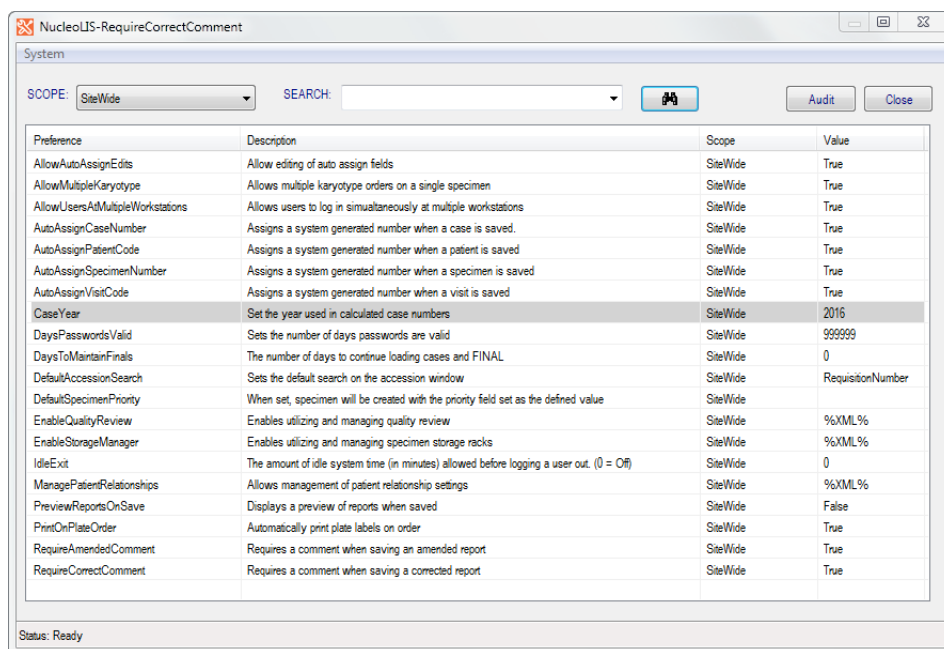 NucleoLIS-RequireCorrectComment
System
SCOPE: SiteWide SEARCH: Audit Close
Preference Description Scope Value
AllowAutoAssignEdits Allow editing of auto assign fields SiteWide True
AllowMultipleKaryotype Allows multiple karyotype orders on a single specimen SiteWide True
AllowUsersAtMultipleWorkstations Allows users to log in simualtaneously at multiple workstations SiteWide True
AutoAssignCaseNumber Assigns a system generated number when a case is saved. SiteWide True
AutoAssignPatientCode Assigns a system generated number when a patient is saved SiteWide True
AutoAssignSpecimenNumber Assigns a system generated number when a specimen is saved SiteWide True
AutoAssignVisitCode Assigns a system generated number when a visit is saved SiteWide True
CaseYear Set the year used in calculated case numbers SiteWide 2016
DaysPasswordsValid Sets the number of days passwords are valid SiteWide 999999
DaysToMaintainFinals The number of days to continue loading cases and FINAL SiteWide 0
DefaultAccessionSearch Sets the default search on the accession window SiteWide RequisitionNumber
DefaultSpecimenPriority When set, specimen will be created with the priority field set as the defined value SiteWide
EnableQualityReview Enables utilizing and managing quality review SiteWide %XML%
EnableStorageManager Enables utilizing and managing specimen storage racks SiteWide %XML%
IdleExit The amount of idle system time (in minutes) allowed before logging a user out. (0 = Off) SiteWide 0
ManagePatientRelationships Allows management of patient relationship settings SiteWide %XML%
PreviewReportsOnSave Displays a preview of reports when saved SiteWide False
PrintOnPlateOrder Automatically print plate labels on order SiteWide True
RequireAmendedComment Requires a comment when saving an amended report SiteWide True
RequireCorrectComment Requires a comment when saving a corrected report SiteWide True
Status: Ready